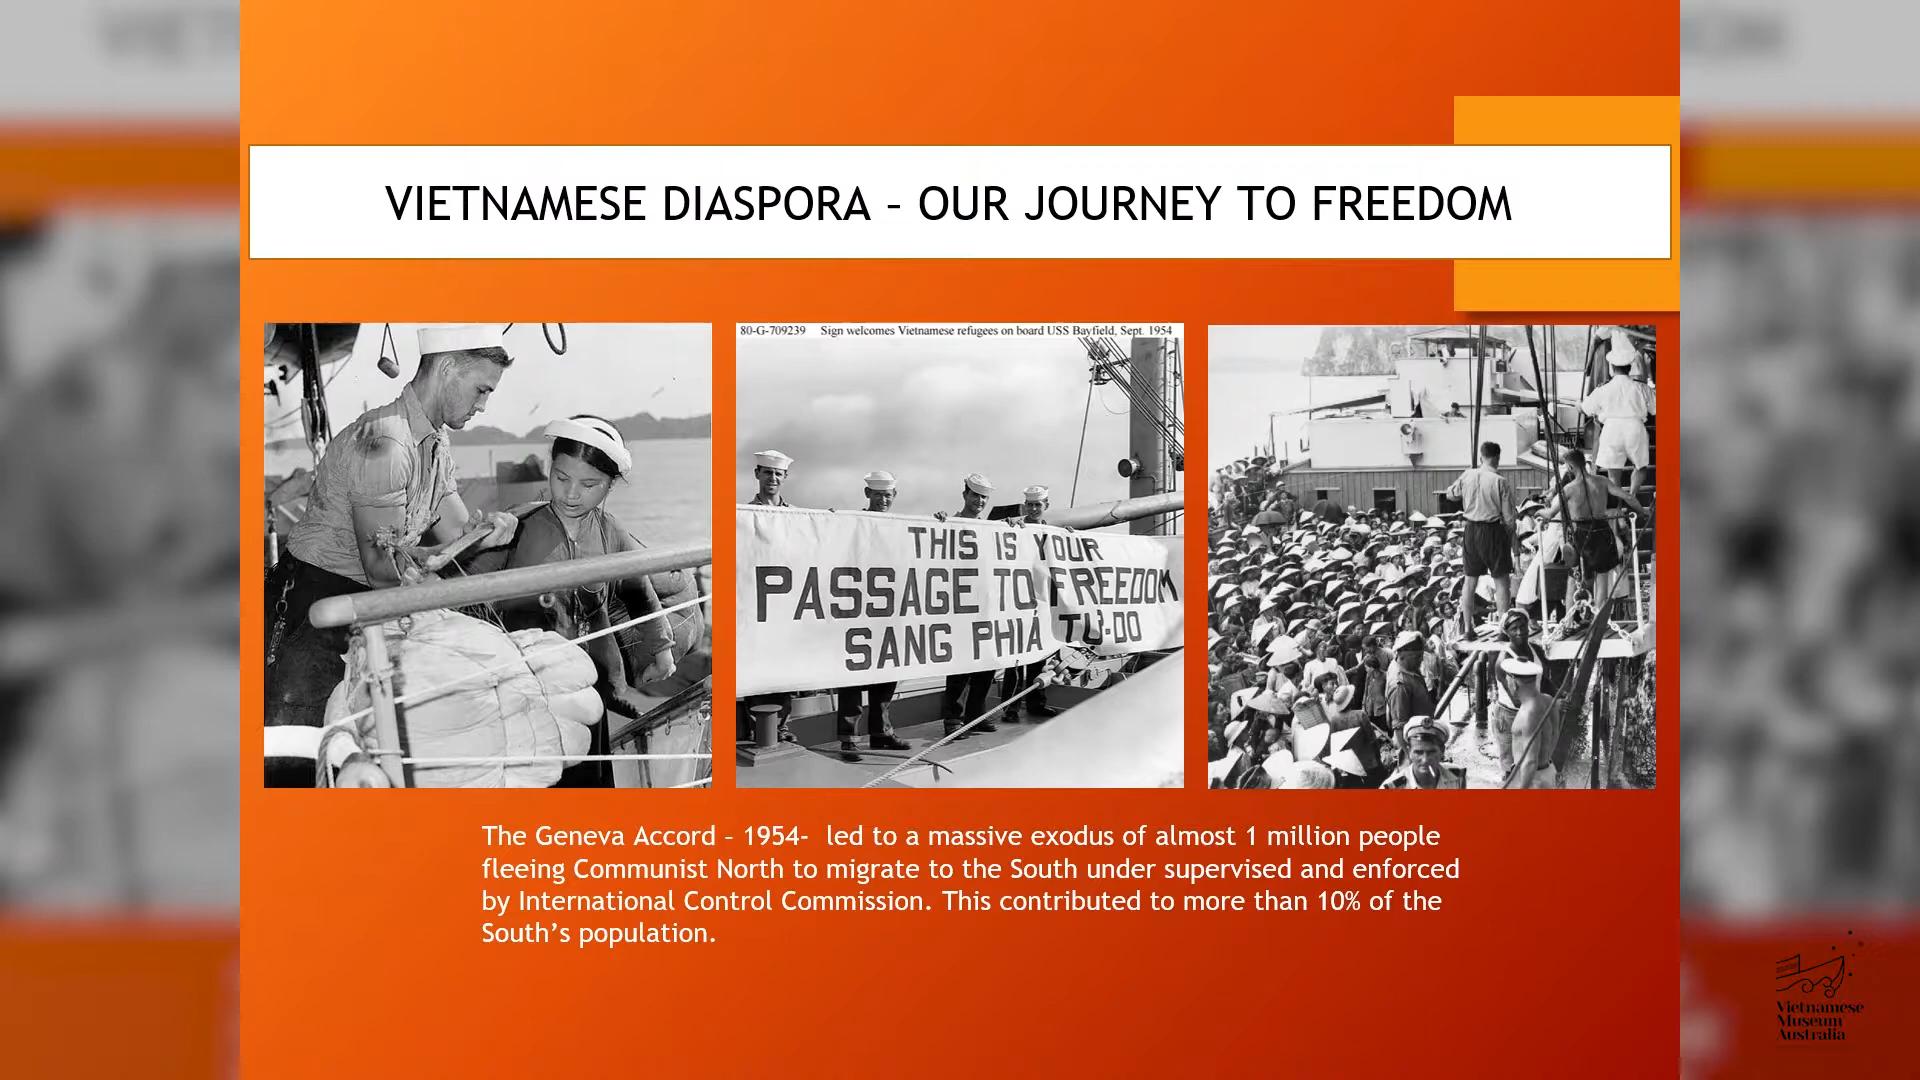 VIETNAMESE DIASPORA – OUR JOURNEY TO FREEDOM
80-G-709239 Sign welcomes Vietnamese refugees on board USS Bayfield, Sept. 1954
THIS IS YOUR
PASSAGE TO FREEDOM
SANG PHIÁ TỰ-DO
The Geneva Accord – 1954- led to a massive exodus of almost 1 million people
fleeing Communist North to migrate to the South under supervised and enforced
by International Control Commission. This contributed to more than 10% of the
South's population.
Vietnamese
Museum
Australia